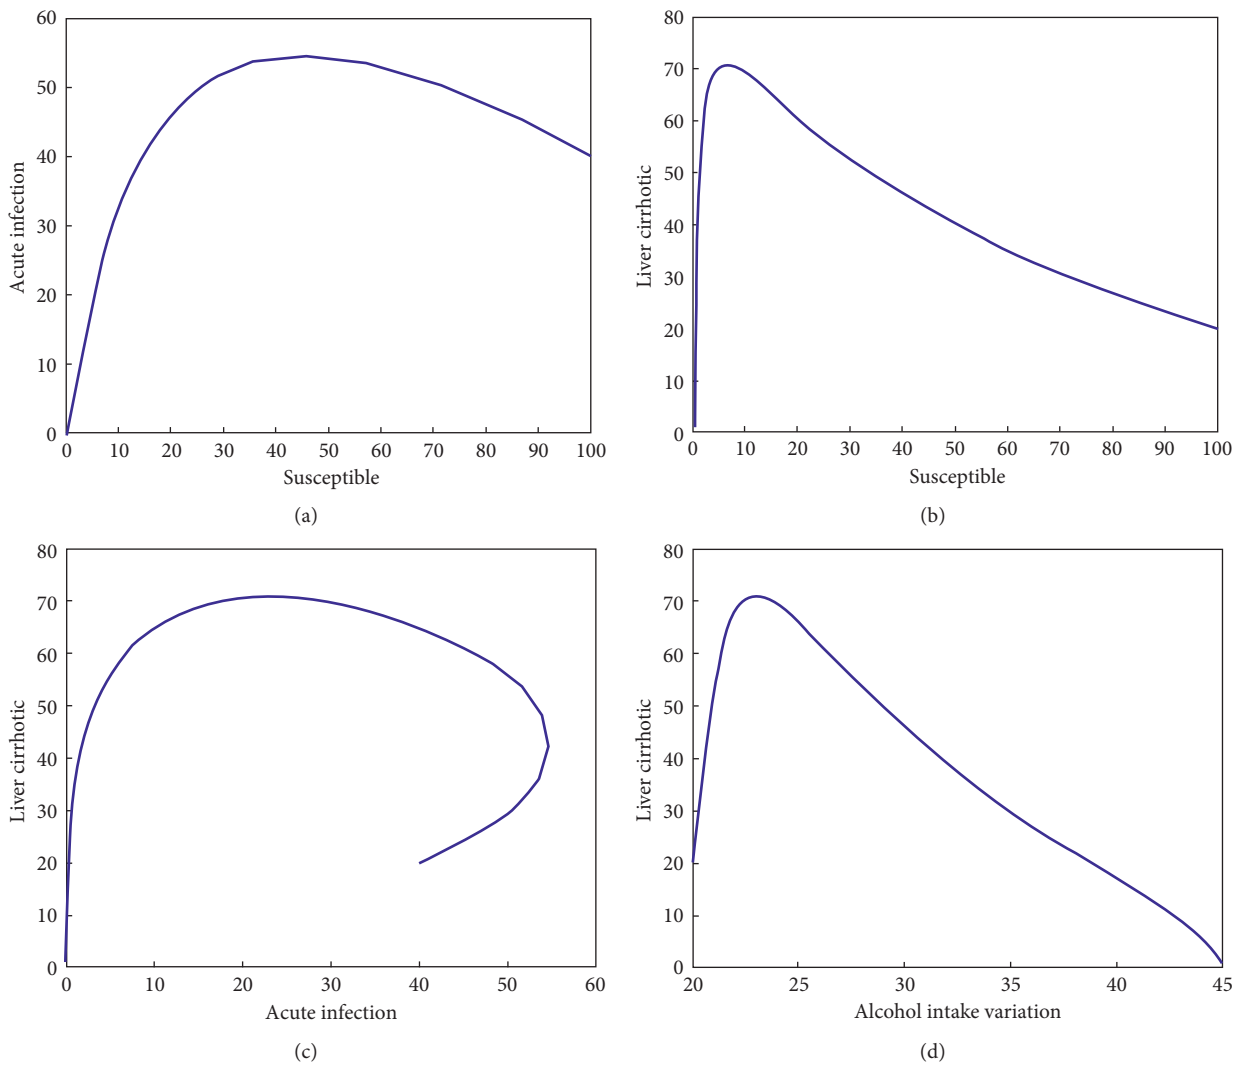 60
50
40
30
20
10
0
Acute infection
0 10 20 30 40 50 60 70 80 90 100
Susceptible
(a)
80
70
60
50
40
30
20
10
0
Liver cirrhotic
0 10 20 30 40 50 60 70 80 90 100
Susceptible
(b)
80
70
60
50
40
30
20
10
0
Liver cirrhotic
0 10 20 30 40 50 60
Acute infection
(c)
80
70
60
50
40
30
20
10
0
Liver cirrhotic
20 25 30 35 40 45
Alcohol intake variation
(d)